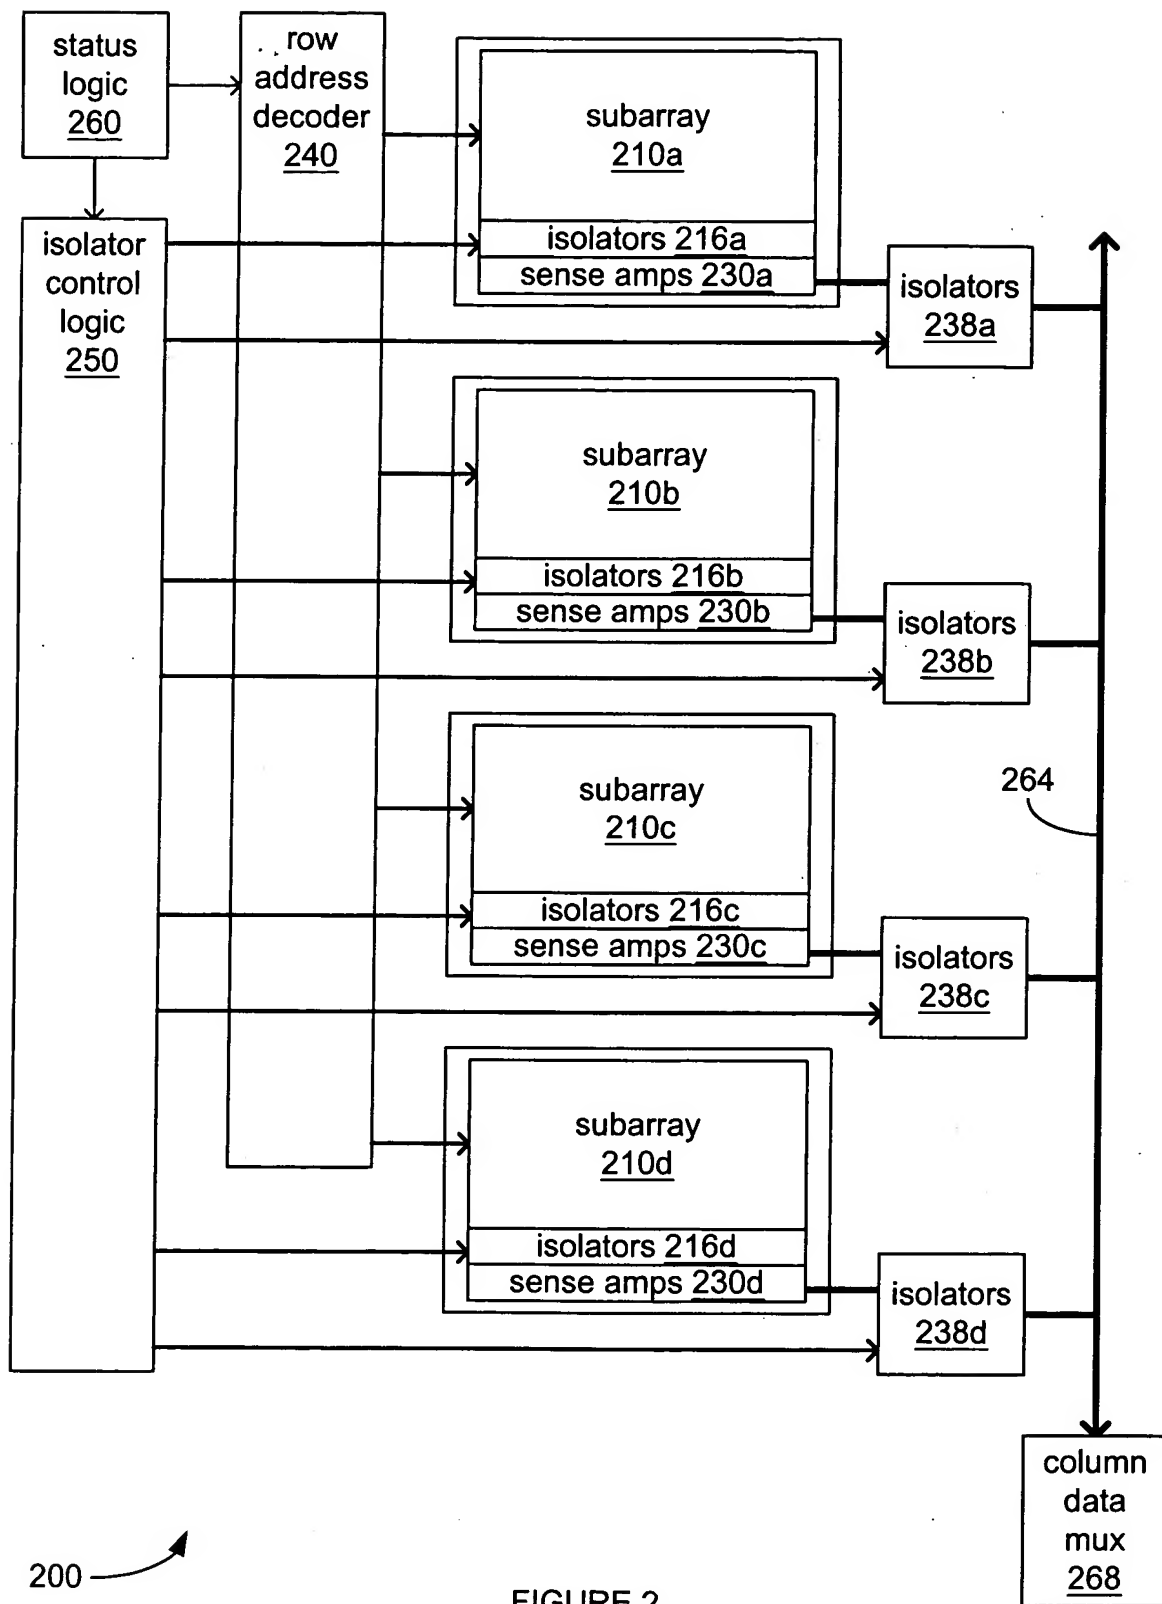 status
logic
260
row
address
decoder
240
subarray
210a
isolators 216a
sense amps 230a
isolator
control
logic
250
isolators
238a
subarray
210b
isolators 216b
sense amps 230b
isolators
238b
subarray
210c
isolators 216c
sense amps 230c
264
isolators
238c
subarray
210d
isolators 216d
sense amps 230d
isolators
238d
column
data
mux
268
200
FIGURE 2